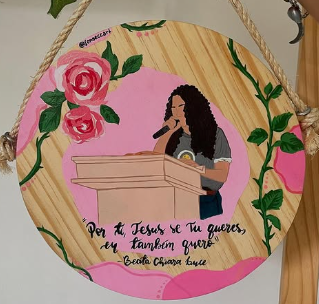 "Por ti, Jesus se Tu queres,
eu também quero"
Beata Chiara Luce